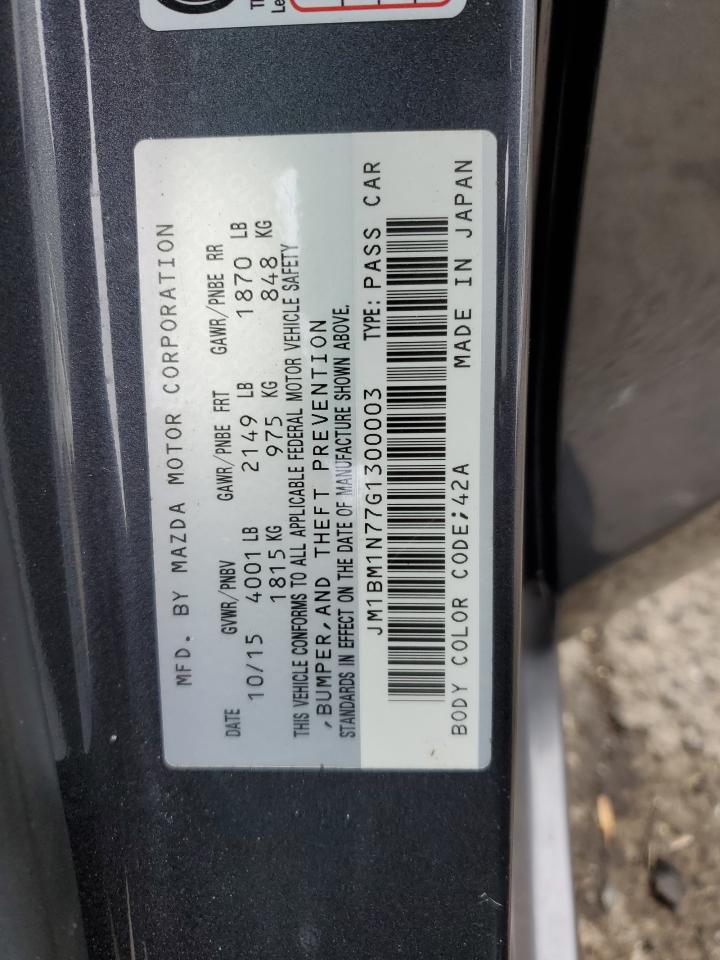 MFD. BY MAZDA MOTOR CORPORATION
DATE GVWR/PNBV GAWR/PNBE FRT GAWR/PNBE RR
10/15 4001 LB 2149 LB 1870 LB
1815 KG 975 KG 848 KG
THIS VEHICLE CONFORMS TO ALL APPLICABLE FEDERAL MOTOR VEHICLE SAFETY
,BUMPER,AND THEFT PREVENTION
STANDARDS IN EFFECT ON THE DATE OF MANUFACTURE SHOWN ABOVE.
JM1BM1N77G1300003 TYPE: PASS CAR
BODY COLOR CODE;42A MADE IN JAPAN